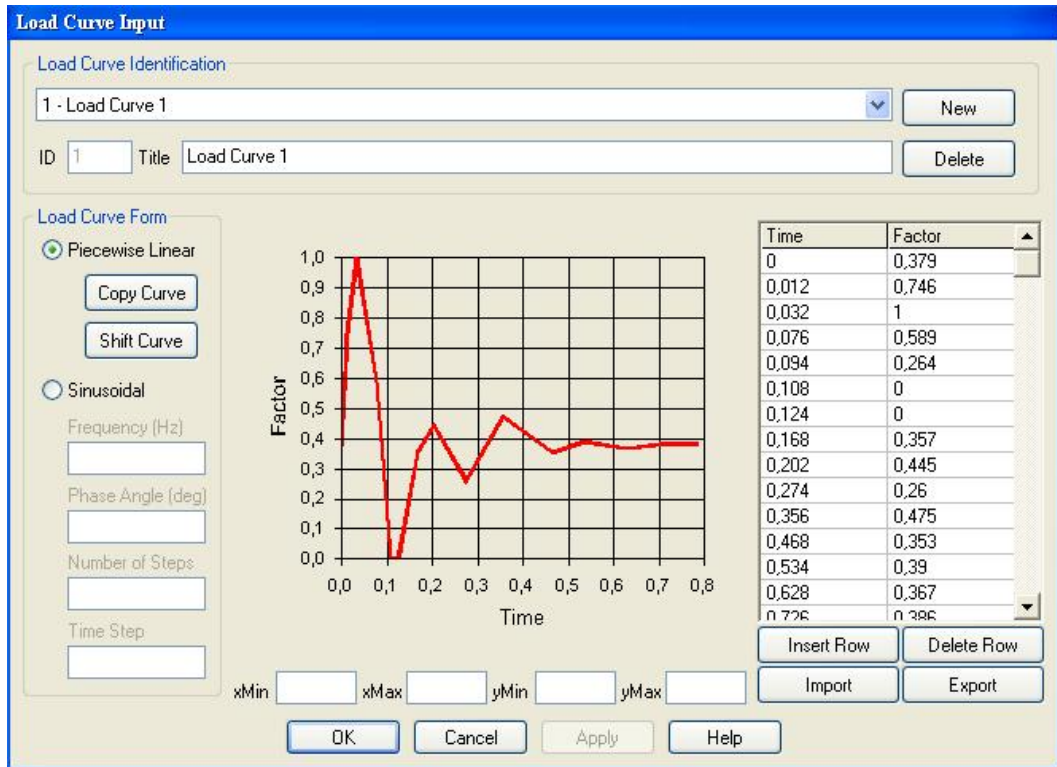 Load Curve Input
Load Curve Identification
1 - Load Curve 1
New
ID 1 Title Load Curve 1
Delete
Load Curve Form
Piecewise Linear
Copy Curve
Shift Curve
Sinusoidal
Frequency (Hz)
Phase Angle (deg)
Number of Steps
Time Step
Factor
1,0
0,9
0,8
0,7
0,6
0,5
0,4
0,3
0,2
0,1
0,0
0,0 0,1 0,2 0,3 0,4 0,5 0,6 0,7 0,8
Time
Time Factor
0 0,379
0,012 0,746
0,032 1
0,076 0,589
0,094 0,264
0,108 0
0,124 0
0,168 0,357
0,202 0,445
0,274 0,26
0,356 0,475
0,468 0,353
0,534 0,39
0,628 0,367
0,726 0,386
Insert Row Delete Row
Import Export
xMin xMax yMin yMax
OK Cancel Apply Help